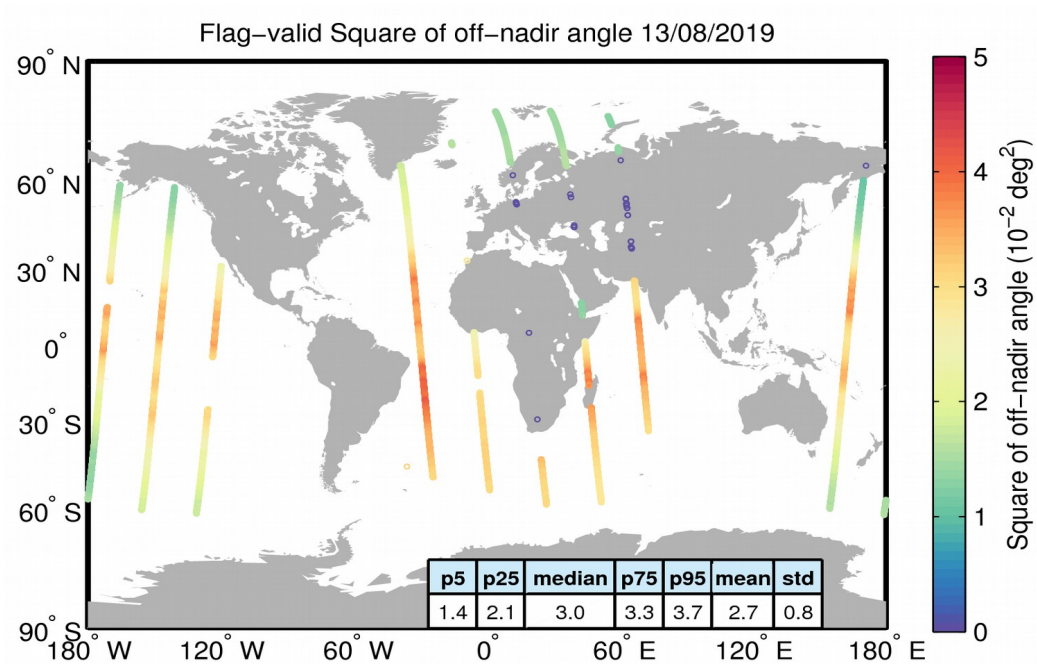 Flag−valid Square of off−nadir angle 13/08/2019
90° N
60° N
30° N
0°
30° S
60° S
90° S
180° W
120° W
60° W
0°
60° E
120° E
180° E
p5 p25 median p75 p95 mean std
1.4 2.1 3.0 3.3 3.7 2.7 0.8
5
4
3
2
1
0
Square of off−nadir angle (10⁻² deg²)